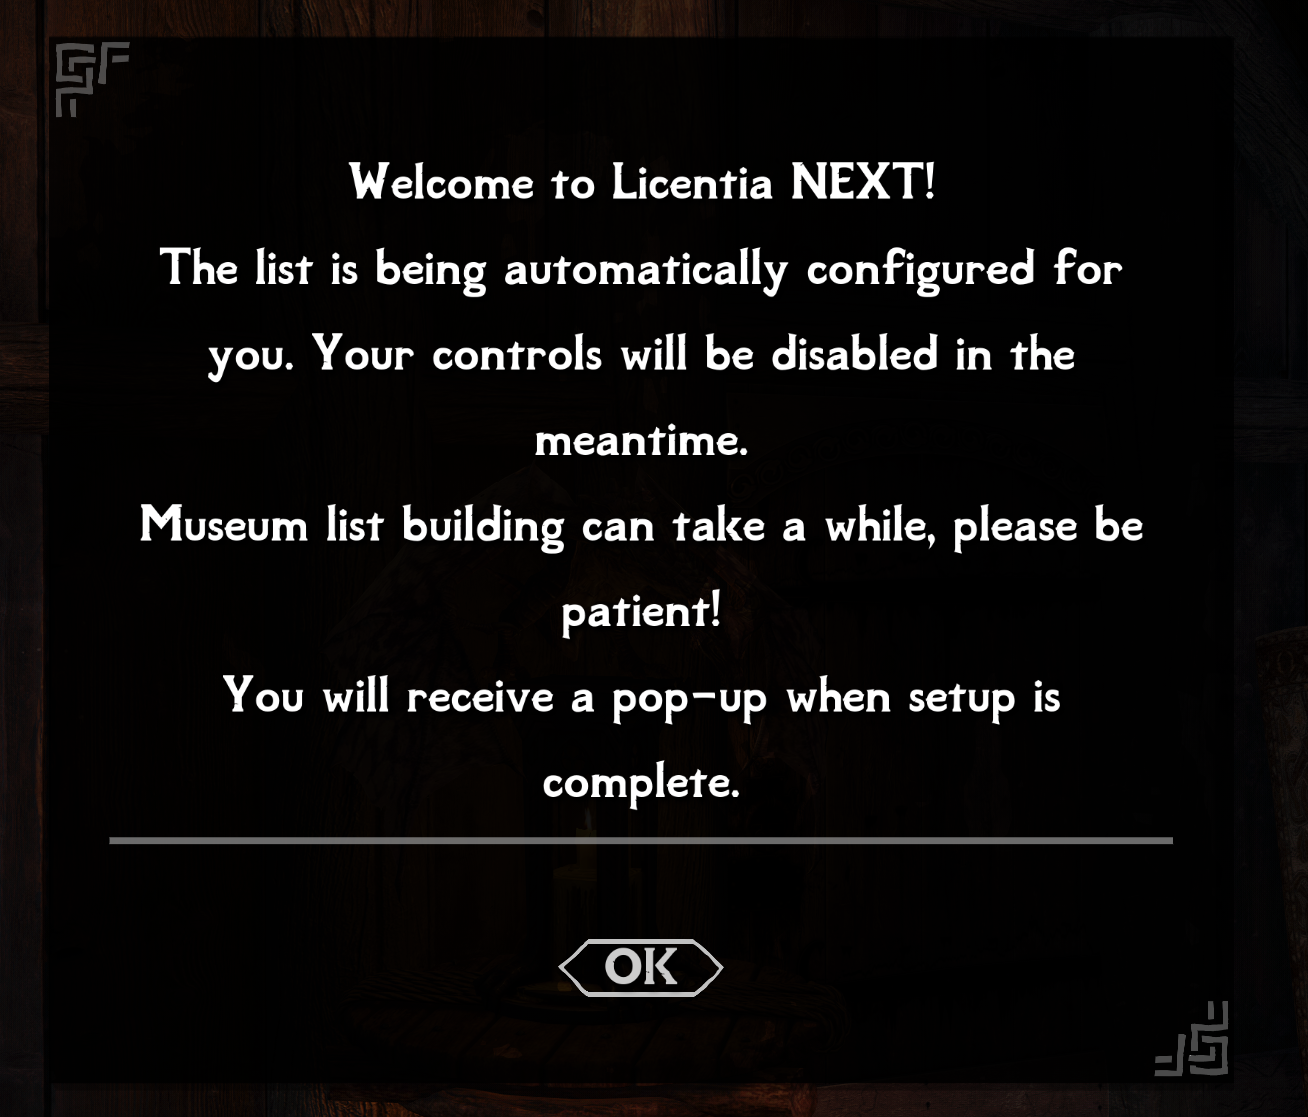 Welcome to Licentia NEXT!
The list is being automatically configured for
you. Your controls will be disabled in the
meantime.
Museum list building can take a while, please be
patient!
You will receive a pop-up when setup is
complete.
OK